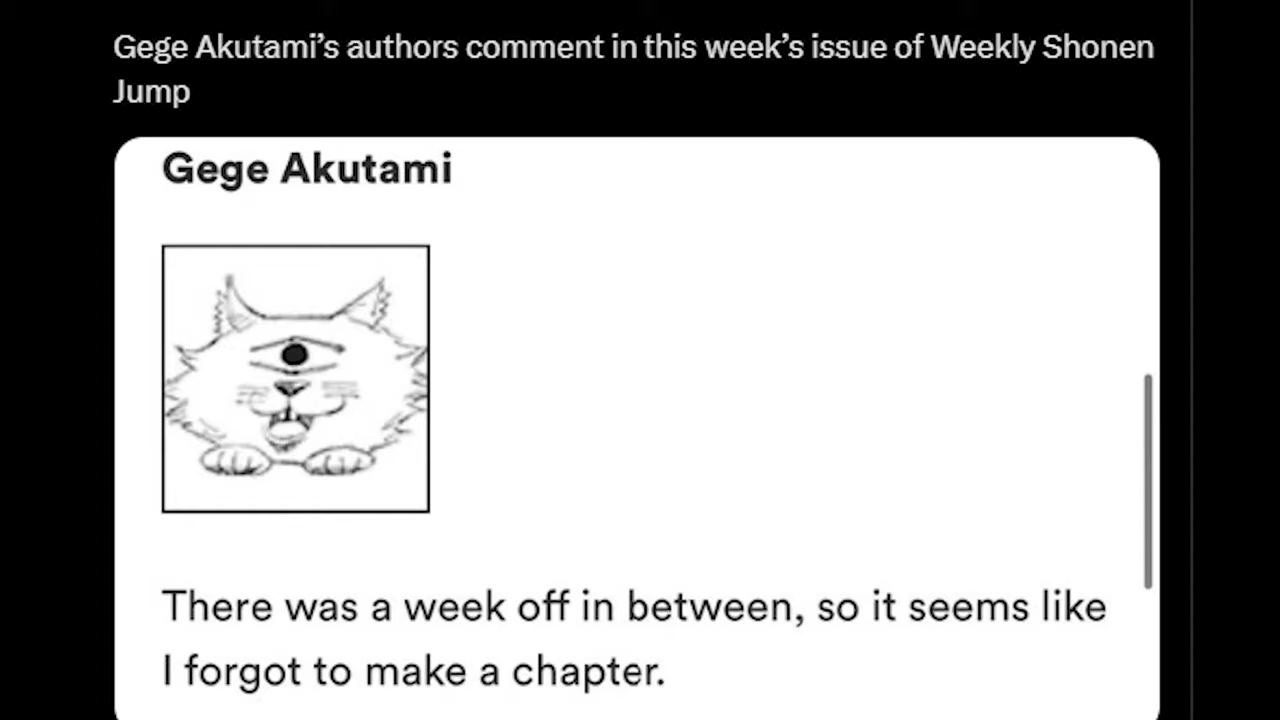 Gege Akutami’s authors comment in this week’s issue of Weekly Shonen
Jump
Gege Akutami
There was a week off in between, so it seems like
I forgot to make a chapter.